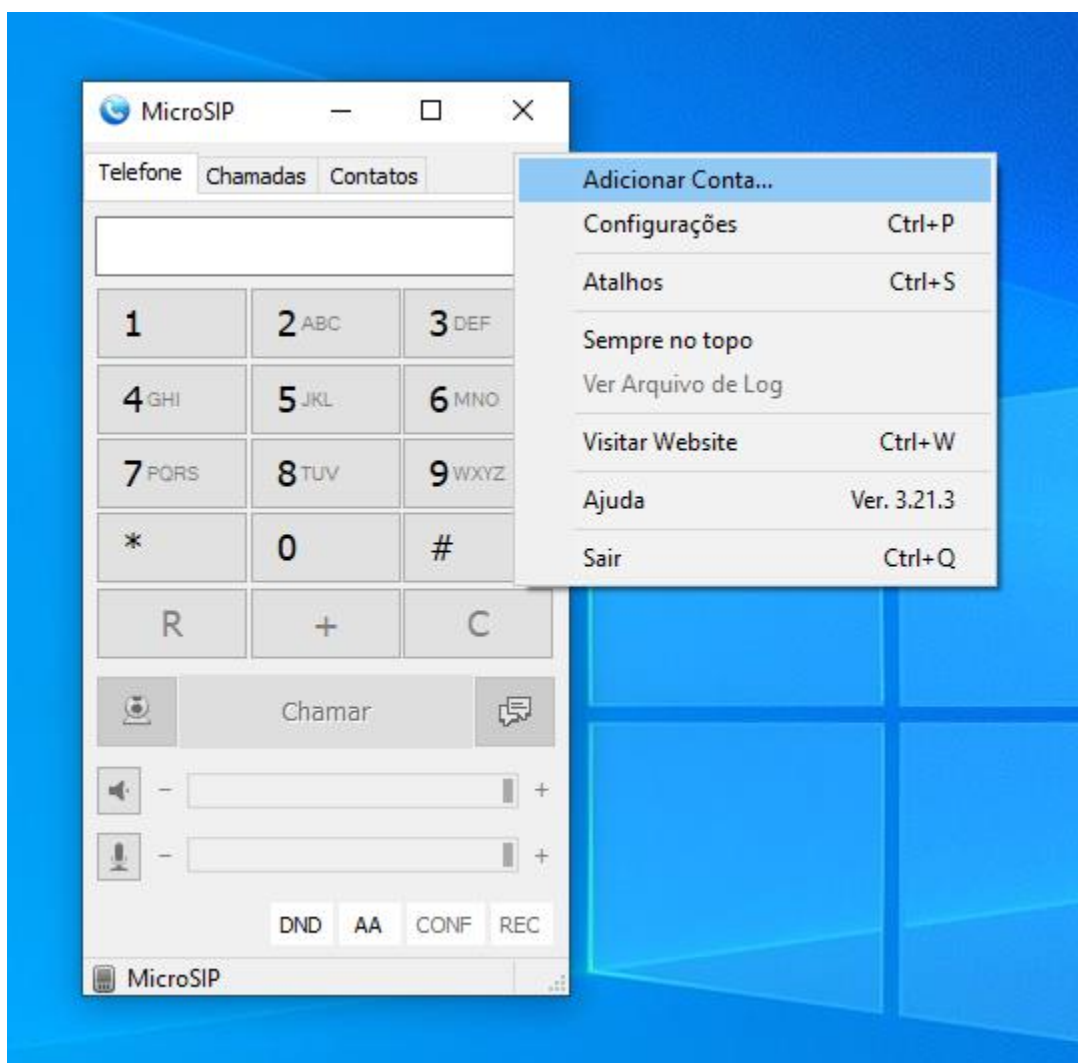 MicroSIP
Telefone Chamadas Contatos
Adicionar Conta...
Configurações Ctrl+P
Atalhos Ctrl+S
Sempre no topo
Ver Arquivo de Log
Visitar Website Ctrl+W
Ajuda Ver. 3.21.3
Sair Ctrl+Q
1 2 ABC 3 DEF
4 GHI 5 JKL 6 MNO
7 PQRS 8 TUV 9 WXYZ
* 0 #
R + C
Chamar
- +
- +
DND AA CONF REC
MicroSIP